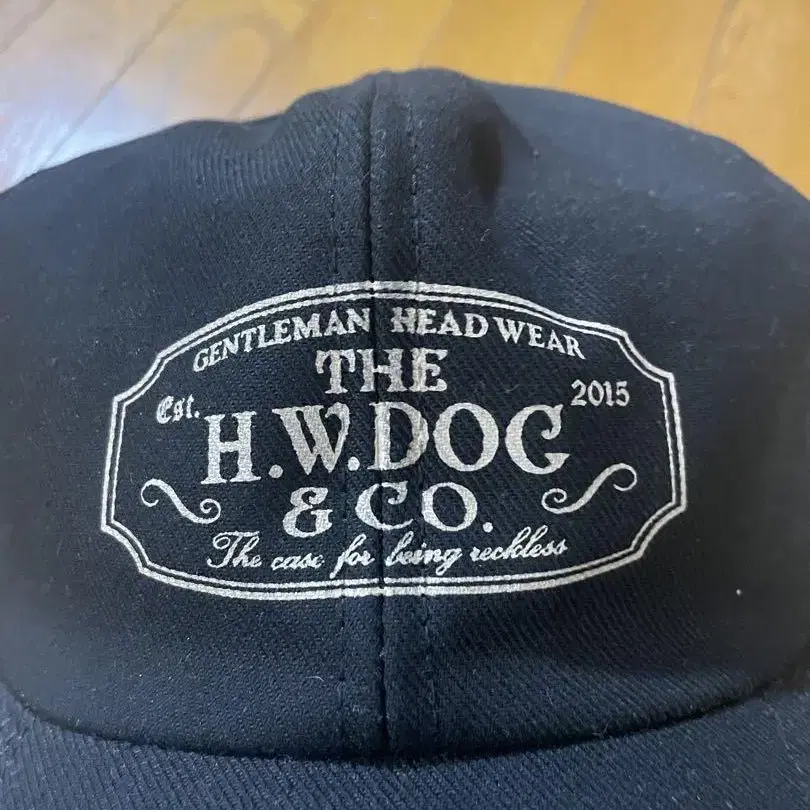 GENTLEMAN HEAD WEAR
THE
Est. 2015
H.W.DOG
& CO.
The case for being reckless